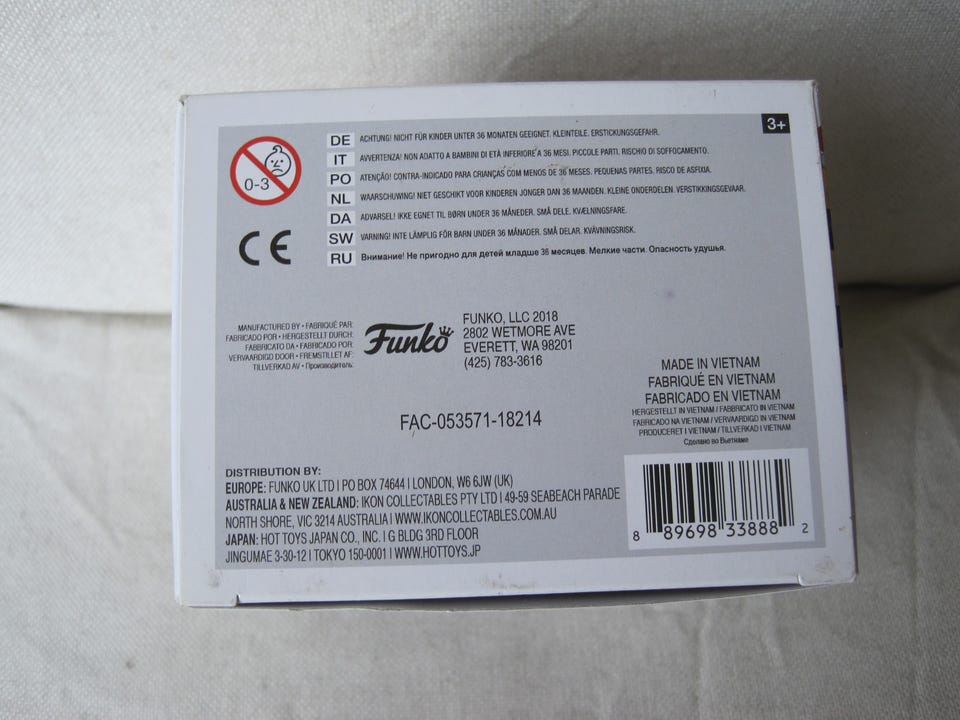 3+
0-3
DE ACHTUNG! NICHT FÜR KINDER UNTER 36 MONATEN GEEIGNET. KLEINTEILE. ERSTICKUNGSGEFAHR.
IT AVVERTENZA! NON ADATTO A BAMBINI DI ETÀ INFERIORE A 36 MESI. PICCOLE PARTI. RISCHIO DI SOFFOCAMENTO.
PO ATENÇÃO! CONTRA-INDICADO PARA CRIANÇAS COM MENOS DE 36 MESES. PEQUENAS PARTES. RISCO DE ASFIXIA.
NL WAARSCHUWING! NIET GESCHIKT VOOR KINDEREN JONGER DAN 36 MAANDEN. KLEINE ONDERDELEN. VERSTIKKINGSGEVAAR.
DA ADVARSEL! IKKE EGNET TIL BØRN UNDER 36 MÅNEDER. SMÅ DELE. KVÆLNINGSFARE.
SW VARNING! INTE LÄMPLIG FÖR BARN UNDER 36 MÅNADER. SMÅ DELAR. KVÄVNINGSRISK.
RU Внимание! Не пригодно для детей младше 36 месяцев. Мелкие части. Опасность удушья.
CE
MANUFACTURED BY • FABRIQUÉ PAR:
FABRICADO POR • HERGESTELLT DURCH:
FABBRICATO DA • FABRICADO POR:
VERVAARDIGD DOOR • FREMSTILLET AF:
TILLVERKAD AV • Производитель:
Funko
FUNKO, LLC 2018
2802 WETMORE AVE
EVERETT, WA 98201
(425) 783-3616
MADE IN VIETNAM
FABRIQUÉ EN VIETNAM
FABRICADO EN VIETNAM
HERGESTELLT IN VIETNAM / FABBRICATO IN VIETNAM
FABRICADO NA VIETNAM / VERVAARDIGD IN VIETNAM
PRODUCERET I VIETNAM / TILLVERKAD I VIETNAM
Сделано во Вьетнаме
FAC-053571-18214
DISTRIBUTION BY:
EUROPE: FUNKO UK LTD | PO BOX 74644 | LONDON, W6 6JW (UK)
AUSTRALIA & NEW ZEALAND: IKON COLLECTABLES PTY LTD | 49-59 SEABEACH PARADE
NORTH SHORE, VIC 3214 AUSTRALIA | WWW.IKONCOLLECTABLES.COM.AU
JAPAN: HOT TOYS JAPAN CO., INC. | G BLDG 3RD FLOOR
JINGUMAE 3-30-12 | TOKYO 150-0001 | WWW.HOTTOYS.JP
8 89698 33888 2